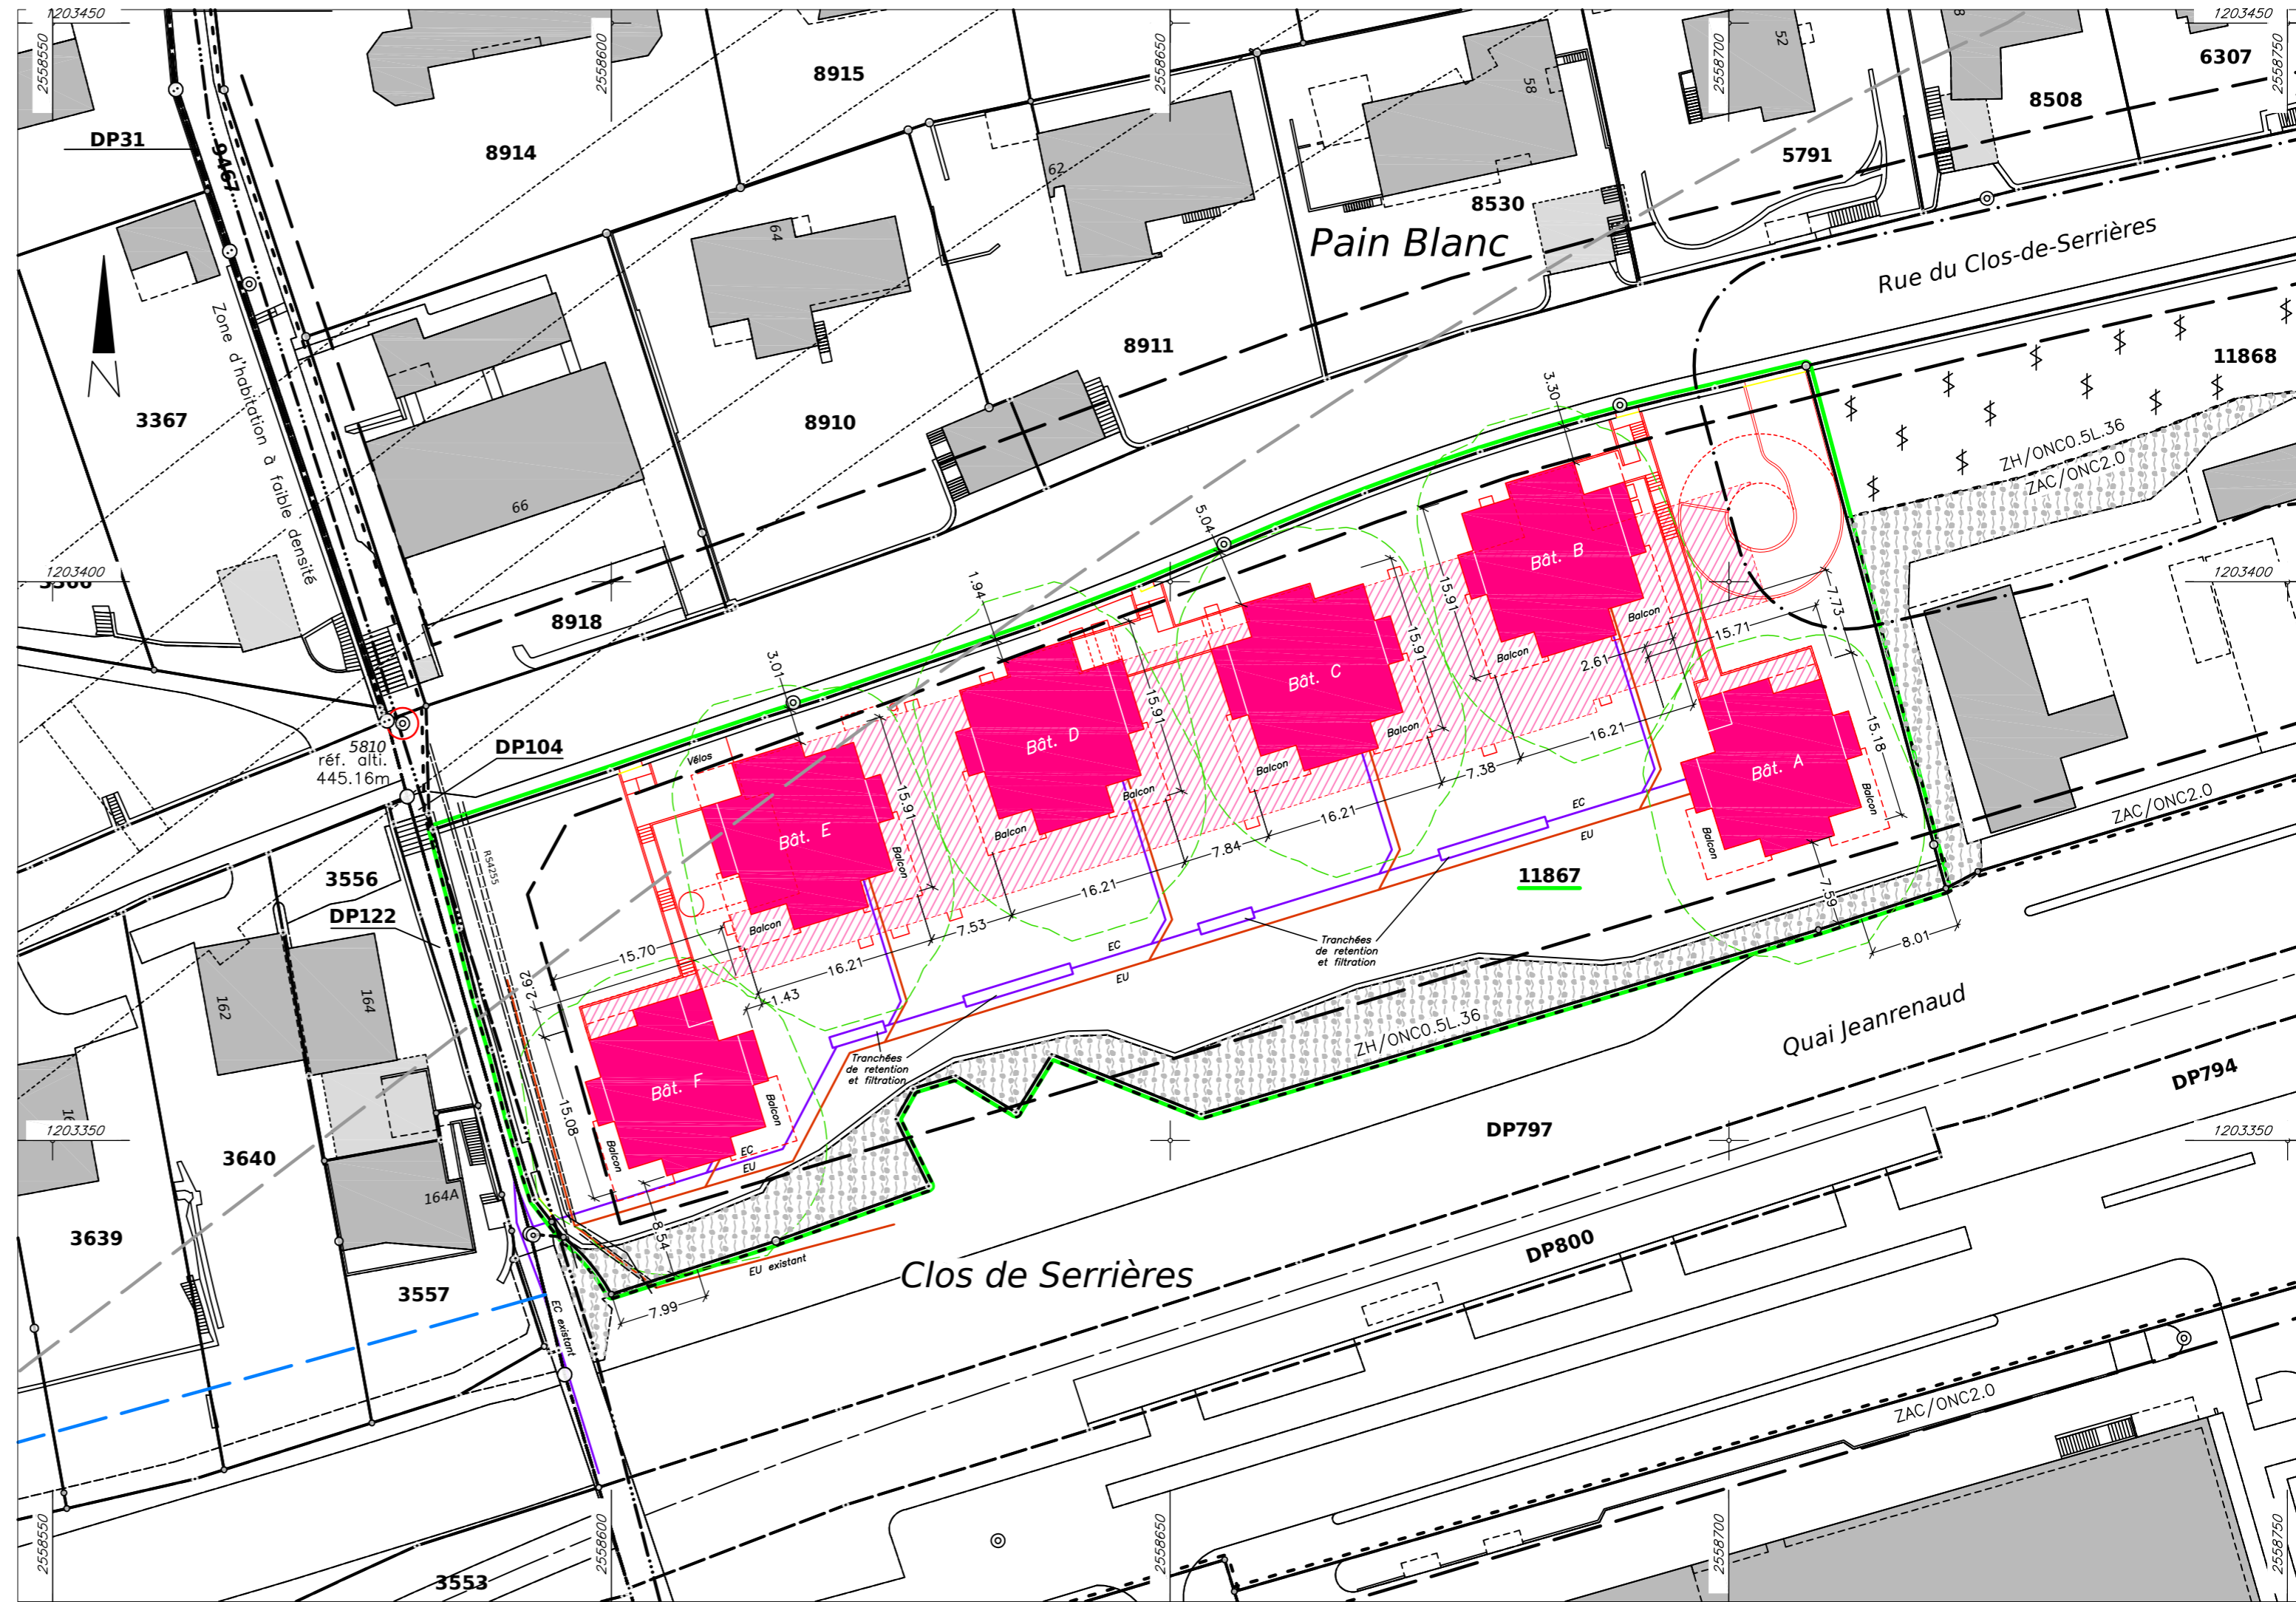 1203450
1203450
2558550
2558600
2558650
2558700
2558750
8915
52
6307
8508
58
DP31
9467
8914
62
5791
8530
64
Pain Blanc
Rue du Clos-de-Serrières
Zone d'habitation à faible densité
N
8911
11868
3367
8910
66
3.30
ZH/ONC0.5L.36
ZAC/ONC2.0
5.04
1203400
1203400
1.94
8918
Bât. B
Balcon
Balcon
15.91
15.91
15.71
7.73
2.61
3.01
5810
réf. alti.
445.16m
DP104
Vélos
Bât. C
Balcon
Balcon
Bât. D
15.91
Balcon
Balcon
16.21
15.18
Bât. A
Balcon
Balcon
7.38
16.21
EC
EU
ZAC/ONC2.0
Bât. E
15.91
Balcon
Balcon
7.84
16.21
11867
3556
DP122
RS4255
7.59
8.01
7.53
16.21
15.70
2.62
1.43
EC
EU
Tranchées
de retention
et filtration
162
164
Quai Jeanrenaud
ZH/ONC0.5L.36
Tranchées
de retention
et filtration
DP794
Bât. F
15.08
Balcon
Balcon
EC
EU
1203350
1203350
DP797
3640
164A
3639
8.54
EU existant
DP800
Clos de Serrières
3557
7.99
EC existant
ZAC/ONC2.0
2558550
2558600
2558650
2558700
2558750
3553